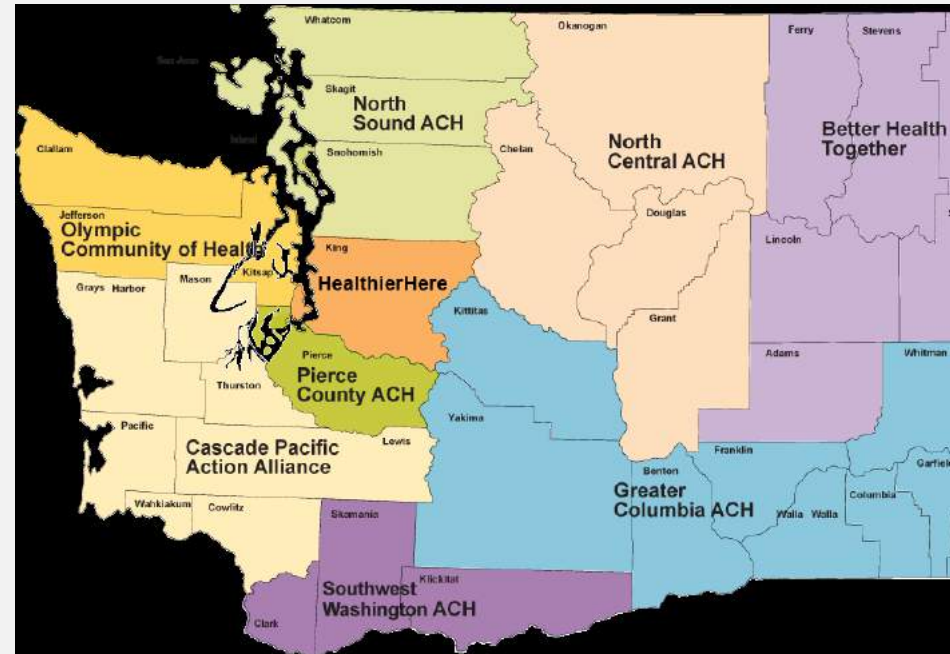 Whatcom
Okanogan
Ferry
Stevens
San Juan
Skagit
North
Sound ACH
Island
Snohomish
Chelan
North
Central ACH
Better Health
Together
Clallam
Jefferson
Olympic
Community of Health
Kitsap
Mason
Grays Harbor
King
HealthierHere
Douglas
Lincoln
Kittitas
Grant
Pierce
Pierce
County ACH
Thurston
Adams
Whitman
Pacific
Lewis
Cascade Pacific
Action Alliance
Yakima
Benton
Franklin
Garfield
Greater
Columbia ACH
Columbia
Walla Walla
Wahkiakum
Cowlitz
Skamania
Klickitat
Southwest
Washington ACH
Clark